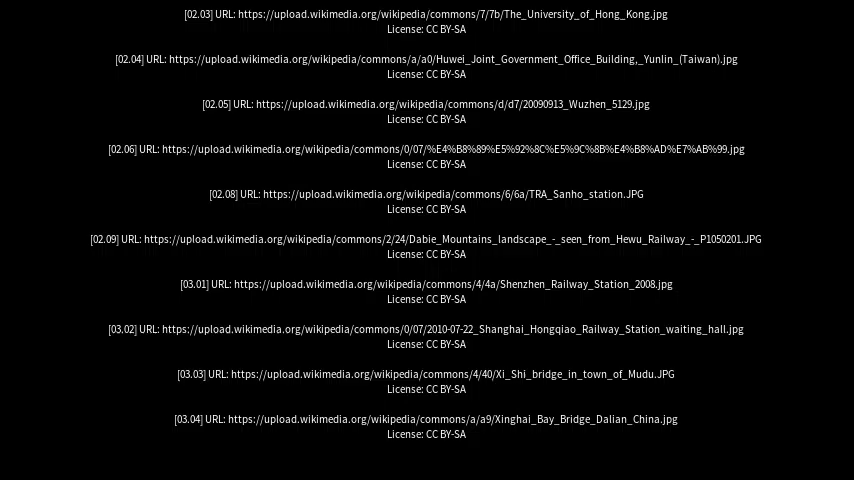 [02.03] URL: https://upload.wikimedia.org/wikipedia/commons/7/7b/The_University_of_Hong_Kong.jpg
License: CC BY-SA
[02.04] URL: https://upload.wikimedia.org/wikipedia/commons/a/a0/Huwei_Joint_Government_Office_Building,_Yunlin_(Taiwan).jpg
License: CC BY-SA
[02.05] URL: https://upload.wikimedia.org/wikipedia/commons/d/d7/20090913_Wuzhen_5129.jpg
License: CC BY-SA
[02.06] URL: https://upload.wikimedia.org/wikipedia/commons/0/07/%E4%B8%89%E5%92%8C%E5%9C%8B%E4%B8%AD%E7%AB%99.jpg
License: CC BY-SA
[02.08] URL: https://upload.wikimedia.org/wikipedia/commons/6/6a/TRA_Sanho_station.JPG
License: CC BY-SA
[02.09] URL: https://upload.wikimedia.org/wikipedia/commons/2/24/Dabie_Mountains_landscape_-_seen_from_Hewu_Railway_-_P1050201.JPG
License: CC BY-SA
[03.01] URL: https://upload.wikimedia.org/wikipedia/commons/4/4a/Shenzhen_Railway_Station_2008.jpg
License: CC BY-SA
[03.02] URL: https://upload.wikimedia.org/wikipedia/commons/0/07/2010-07-22_Shanghai_Hongqiao_Railway_Station_waiting_hall.jpg
License: CC BY-SA
[03.03] URL: https://upload.wikimedia.org/wikipedia/commons/4/40/Xi_Shi_bridge_in_town_of_Mudu.JPG
License: CC BY-SA
[03.04] URL: https://upload.wikimedia.org/wikipedia/commons/a/a9/Xinghai_Bay_Bridge_Dalian_China.jpg
License: CC BY-SA